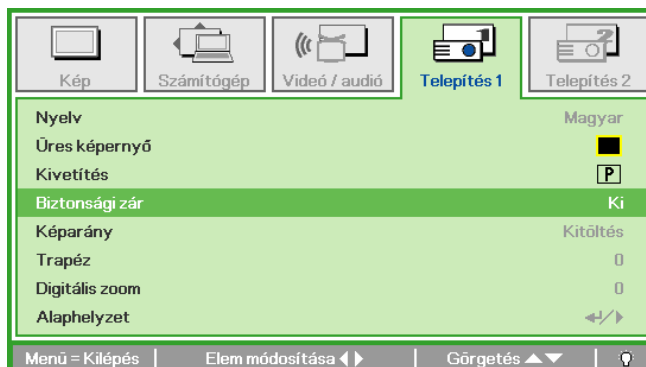 Kép Számítógép Videó / audió Telepítés 1 Telepítés 2
Nyelv Magyar
Üres képernyő
Kivetítés P
Biztonsági zár Ki
Képarány Kitöltés
Trapéz 0
Digitális zoom 0
Alaphelyzet
Menü = Kilépés Elem módosítása Görgetés